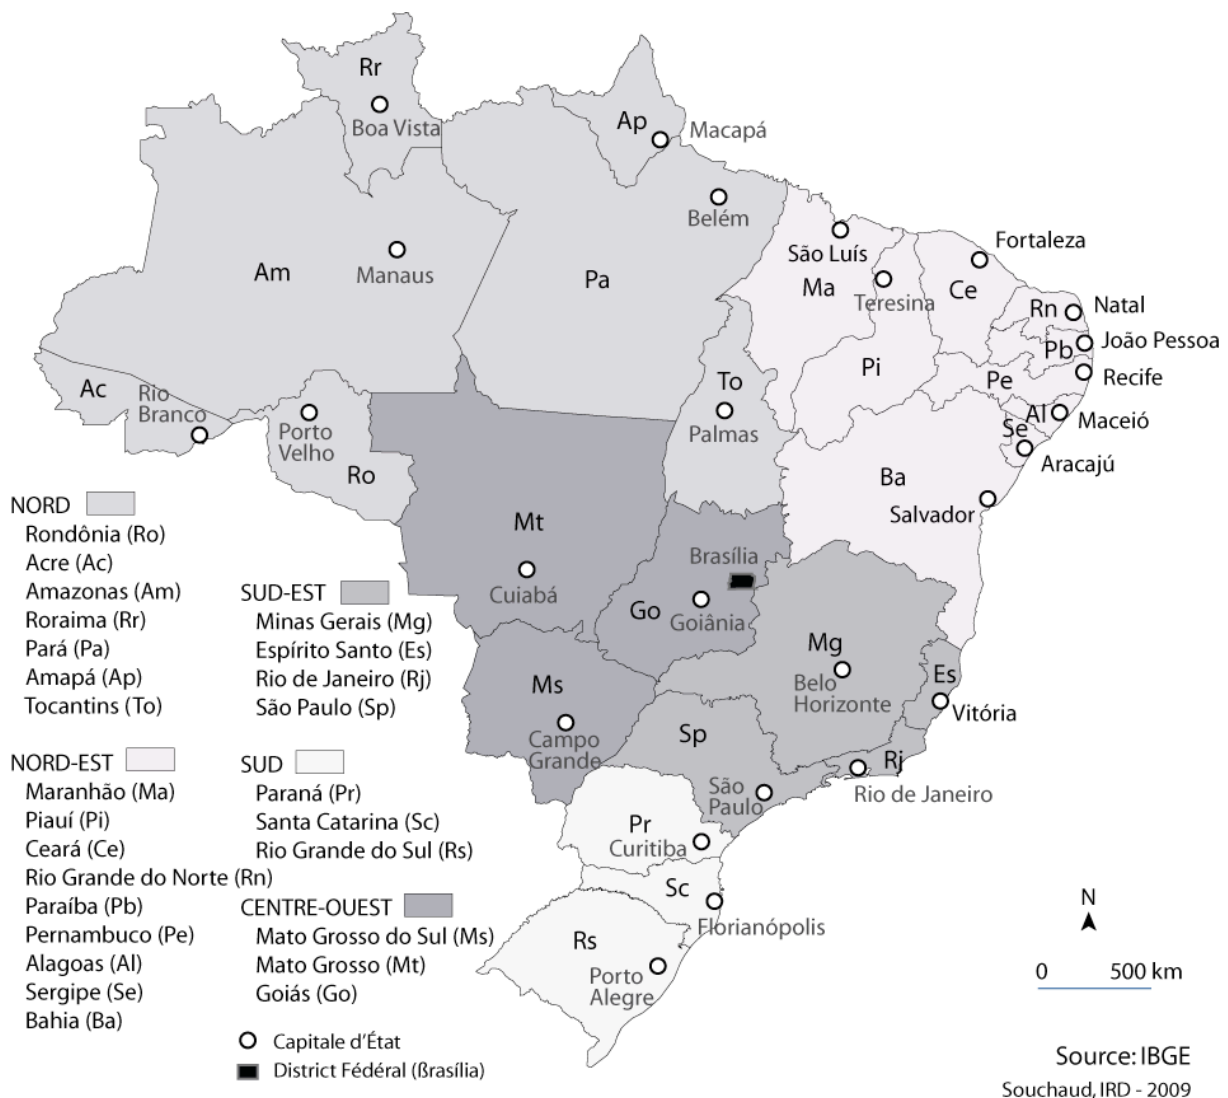 Rr
Boa Vista
Ap
Macapá
Belém
São Luís
Fortaleza
Am
Manaus
Pa
Ma
Teresina
Ce
Rn
Natal
Pb
João Pessoa
Pi
Pe
Recife
Ac
Rio
Branco
To
Palmas
Al
Maceió
Se
Aracajú
Porto
Velho
Ro
Ba
Salvador
Mt
Cuiabá
Brasília
Go
Goiânia
Mg
Belo
Horizonte
Es
Vitória
Ms
Campo
Grande
Sp
São
Paulo
Rj
Rio de Janeiro
Pr
Curitiba
Sc
Florianópolis
Rs
Porto
Alegre
NORD
Rondônia (Ro)
Acre (Ac)
Amazonas (Am)
Roraima (Rr)
Pará (Pa)
Amapá (Ap)
Tocantins (To)
SUD-EST
Minas Gerais (Mg)
Espírito Santo (Es)
Rio de Janeiro (Rj)
São Paulo (Sp)
NORD-EST
Maranhão (Ma)
Piauí (Pi)
Ceará (Ce)
Rio Grande do Norte (Rn)
Paraíba (Pb)
Pernambuco (Pe)
Alagoas (Al)
Sergipe (Se)
Bahia (Ba)
SUD
Paraná (Pr)
Santa Catarina (Sc)
Rio Grande do Sul (Rs)
CENTRE-OUEST
Mato Grosso do Sul (Ms)
Mato Grosso (Mt)
Goiás (Go)
Capitale d'État
District Fédéral (ßrasília)
N
0 500 km
Source: IBGE
Souchaud, IRD - 2009